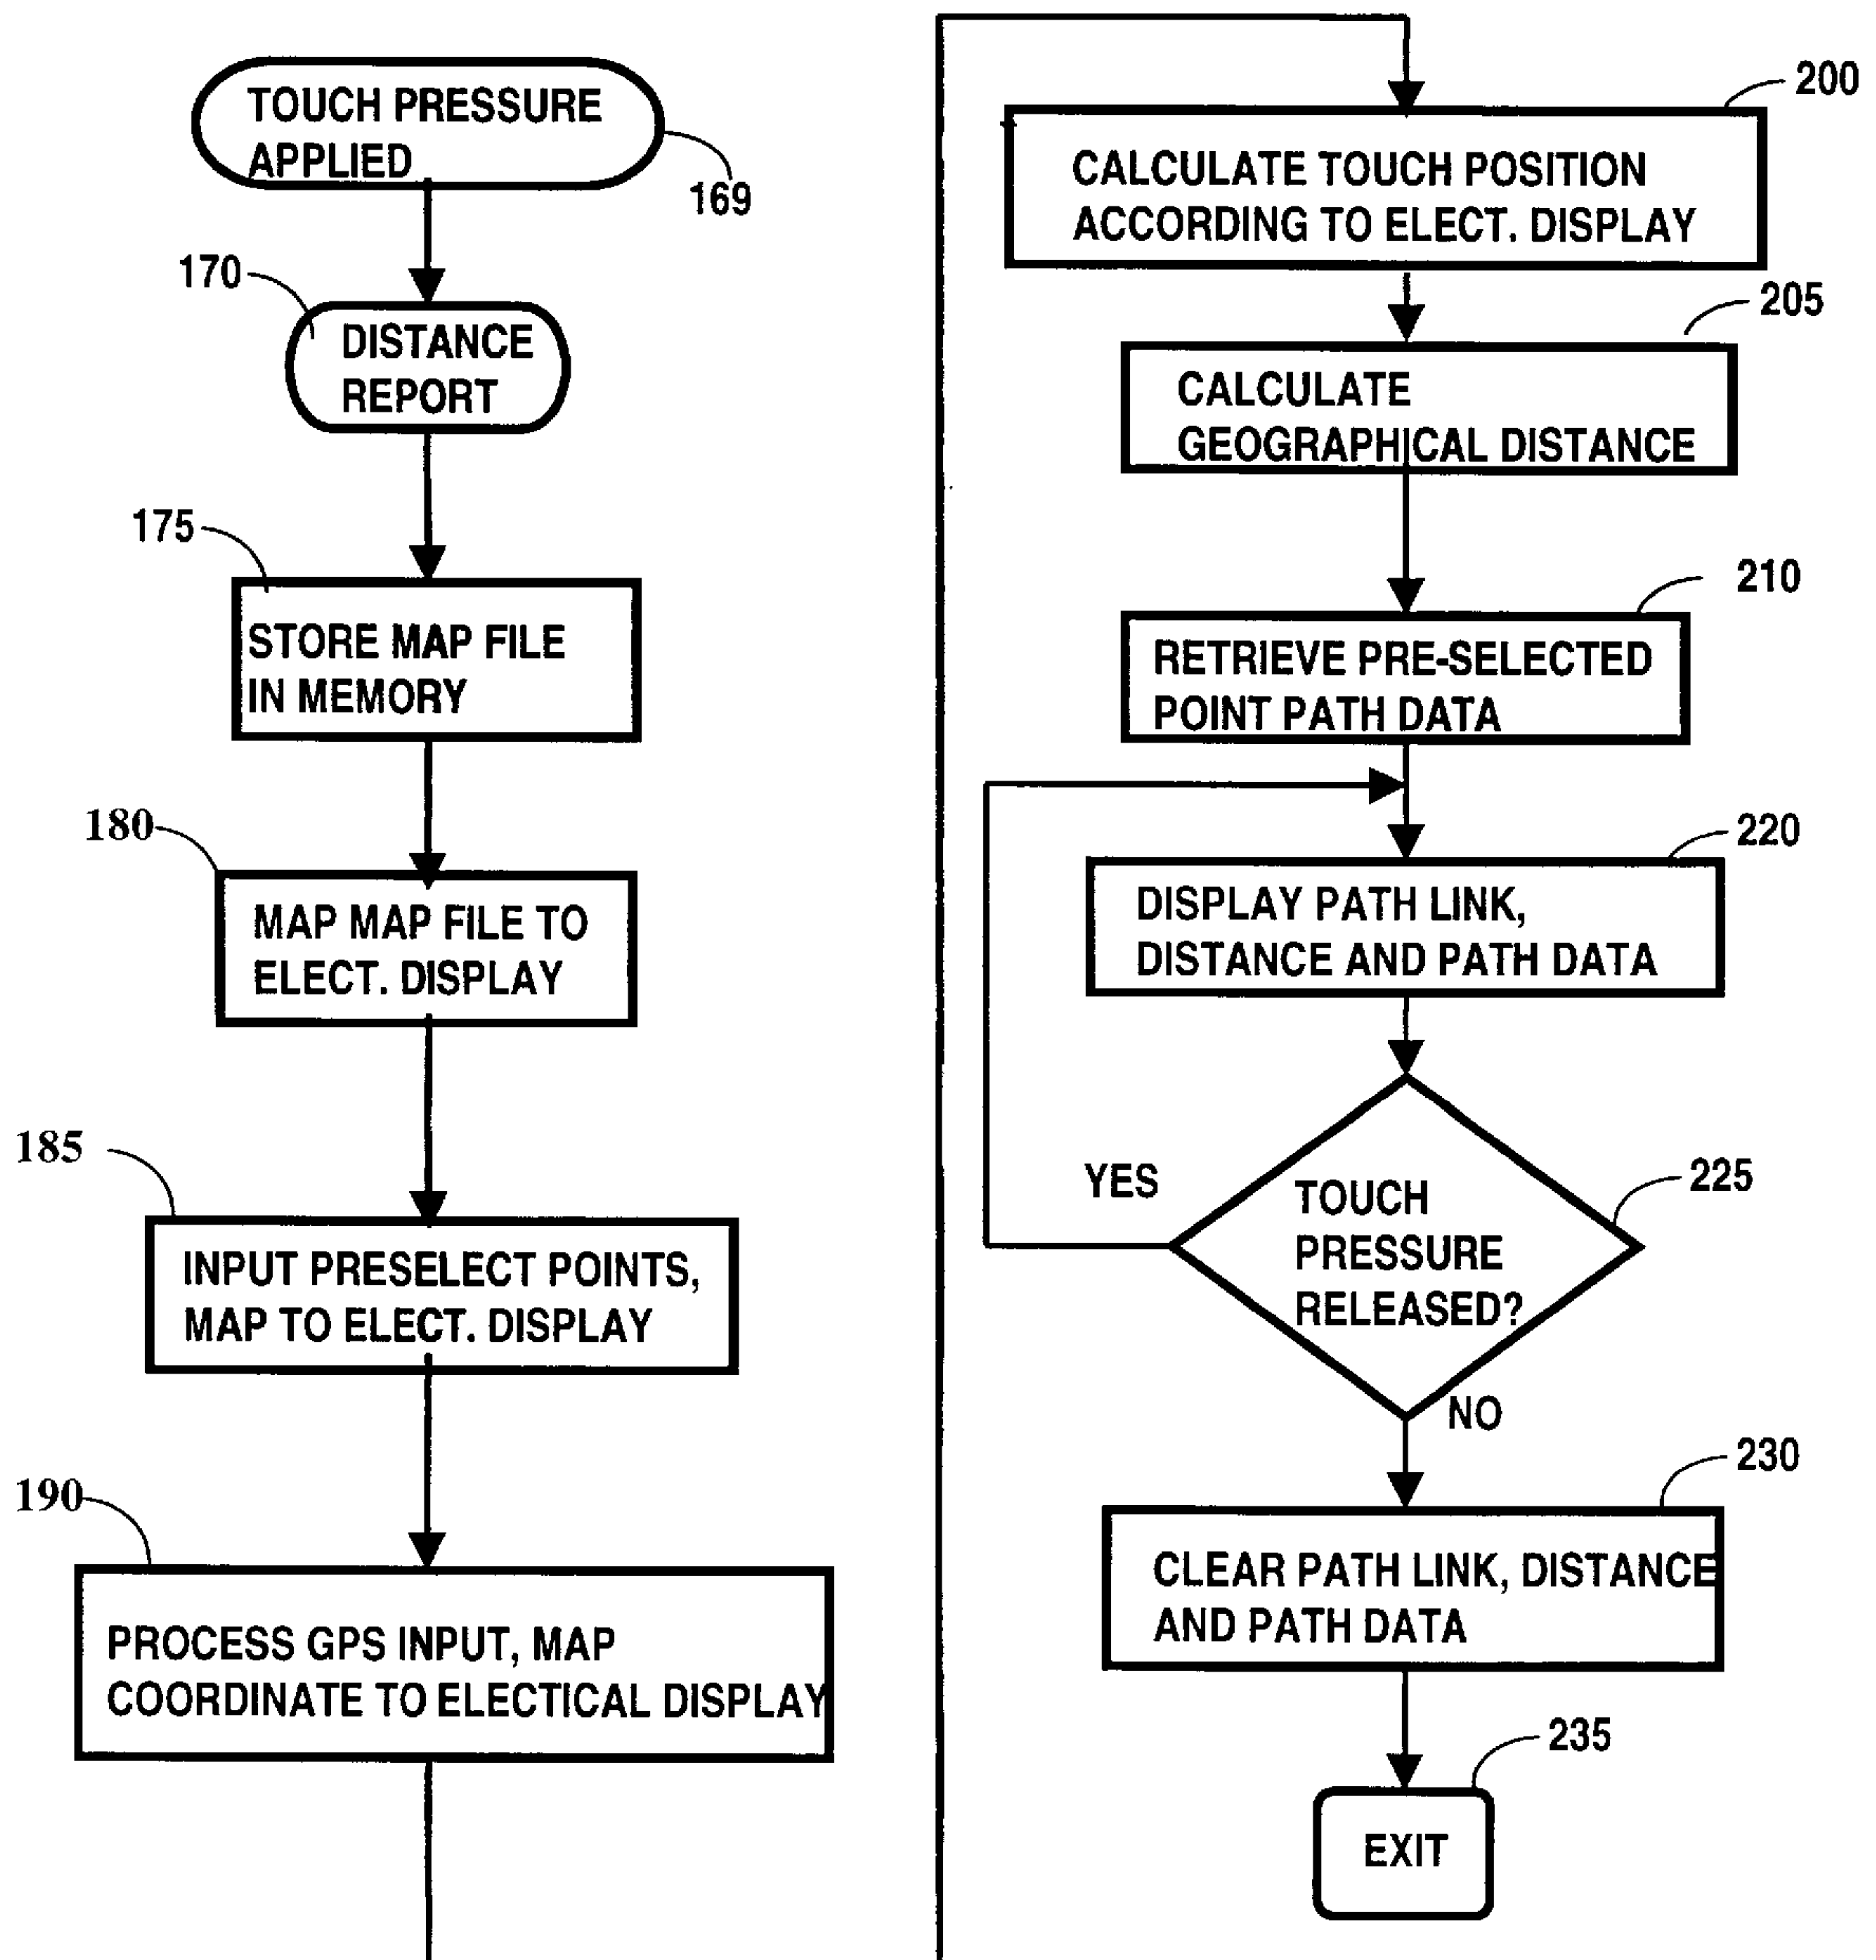 TOUCH PRESSURE
APPLIED
169
170
DISTANCE
REPORT
175
STORE MAP FILE
IN MEMORY
180
MAP MAP FILE TO
ELECT. DISPLAY
185
INPUT PRESELECT POINTS,
MAP TO ELECT. DISPLAY
190
PROCESS GPS INPUT, MAP
COORDINATE TO ELECTICAL DISPLAY
200
CALCULATE TOUCH POSITION
ACCORDING TO ELECT. DISPLAY
205
CALCULATE
GEOGRAPHICAL DISTANCE
210
RETRIEVE PRE-SELECTED
POINT PATH DATA
220
DISPLAY PATH LINK,
DISTANCE AND PATH DATA
YES
225
TOUCH
PRESSURE
RELEASED?
NO
230
CLEAR PATH LINK, DISTANCE
AND PATH DATA
235
EXIT